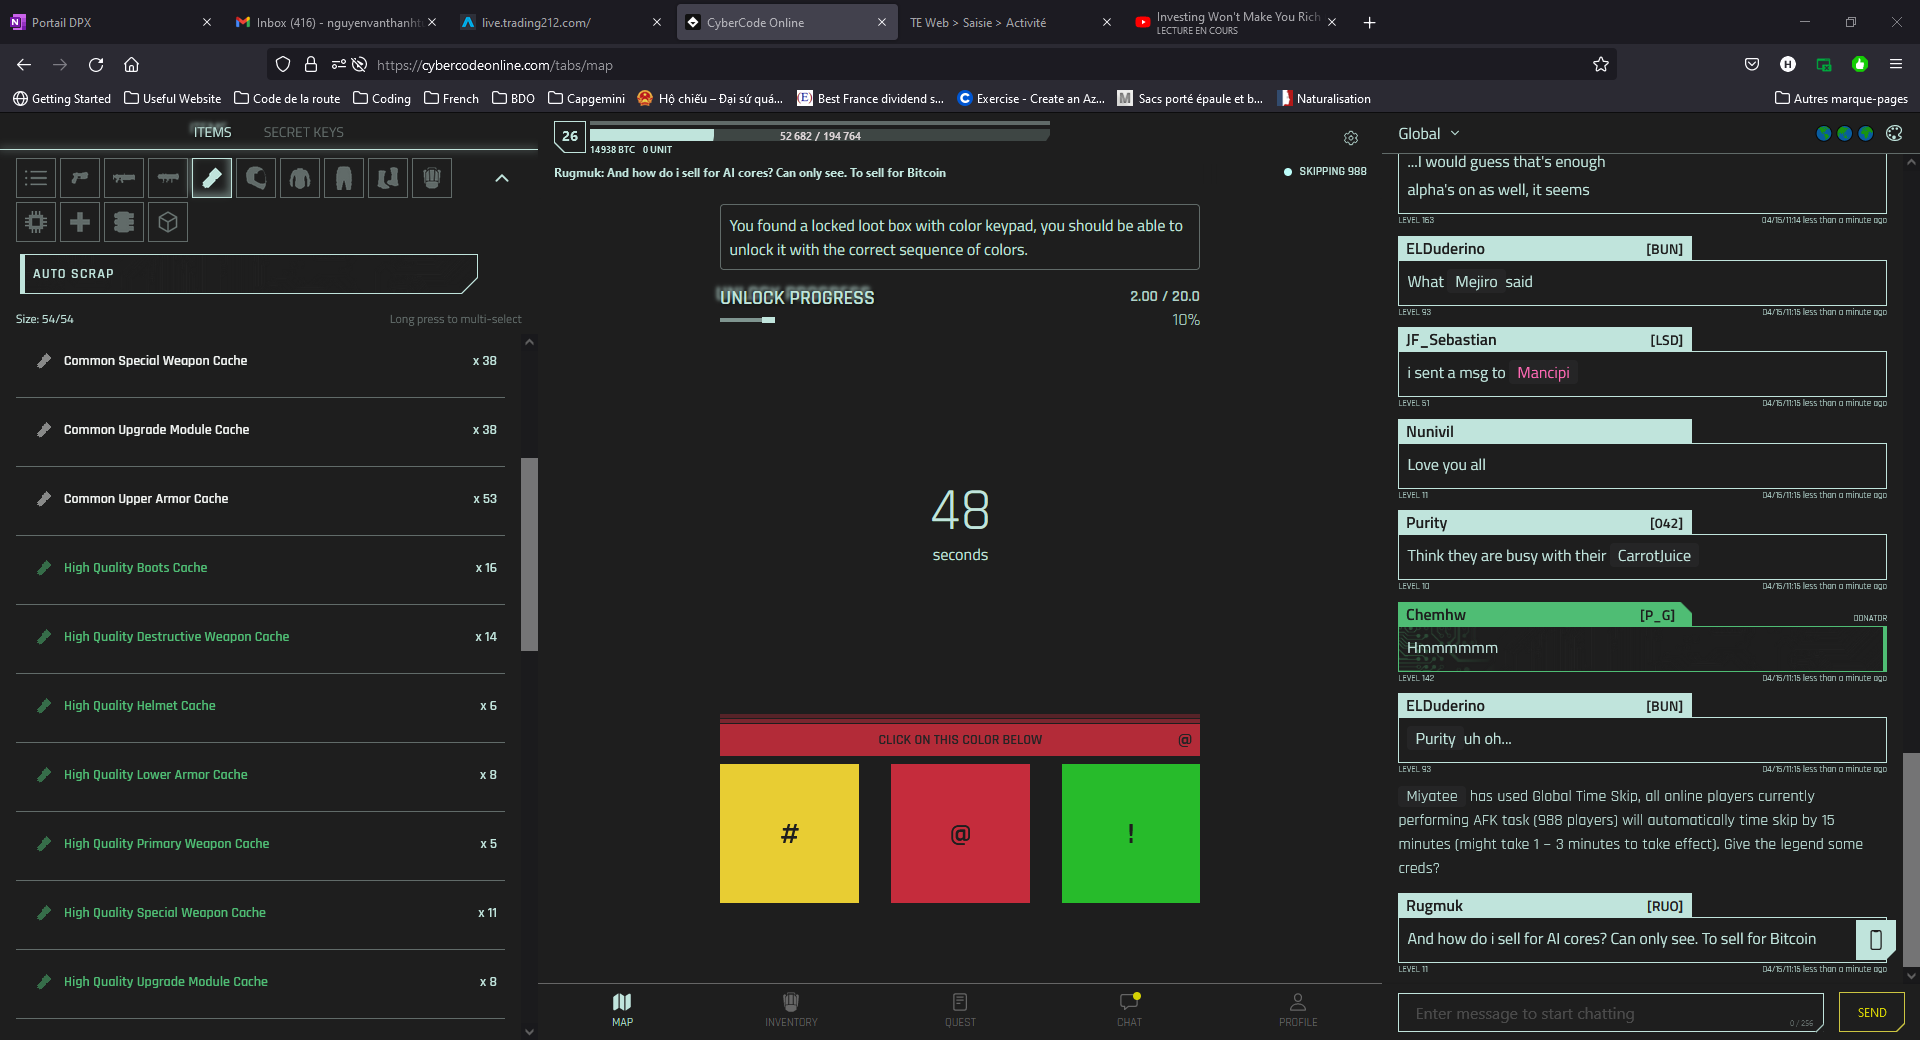 Portail DPX
Inbox (416) - nguyenvanthanht
live.trading212.com/
CyberCode Online
TE Web > Saisie > Activité
Investing Won't Make You Rich
LECTURE EN COURS
https://cybercodeonline.com/tabs/map
Getting Started
Useful Website
Code de la route
Coding
French
BDO
Capgemini
Hộ chiếu – Đại sứ quá...
Best France dividend s...
Exercise - Create an Az...
Sacs porté épaule et b...
Naturalisation
Autres marque-pages
ITEMS
SECRET KEYS
AUTO SCRAP
Size: 54/54
Long press to multi-select
Common Special Weapon Cache
x 38
Common Upgrade Module Cache
x 38
Common Upper Armor Cache
x 53
High Quality Boots Cache
x 16
High Quality Destructive Weapon Cache
x 14
High Quality Helmet Cache
x 6
High Quality Lower Armor Cache
x 8
High Quality Primary Weapon Cache
x 5
High Quality Special Weapon Cache
x 11
High Quality Upgrade Module Cache
x 8
26
52 682 / 194 764
14938 BTC 0 UNIT
Rugmuk: And how do i sell for AI cores? Can only see. To sell for Bitcoin
SKIPPING 988
You found a locked loot box with color keypad, you should be able to
unlock it with the correct sequence of colors.
UNLOCK PROGRESS
2.00 / 20.0
10%
48
seconds
CLICK ON THIS COLOR BELOW
@
#
@
!
MAP
INVENTORY
QUEST
CHAT
PROFILE
Global
...I would guess that's enough
alpha's on as well, it seems
LEVEL 163
04/15/11:14 less than a minute ago
ELDuderino
[BUN]
What Mejiro said
LEVEL 93
04/15/11:15 less than a minute ago
JF_Sebastian
[LSD]
i sent a msg to Mancipi
LEVEL 51
04/15/11:15 less than a minute ago
Nunivil
Love you all
LEVEL 11
04/15/11:15 less than a minute ago
Purity
[042]
Think they are busy with their CarrotJuice
LEVEL 10
04/15/11:15 less than a minute ago
Chemhw
[P_G]
DONATOR
Hmmmmmm
LEVEL 142
04/15/11:15 less than a minute ago
ELDuderino
[BUN]
Purity uh oh...
LEVEL 93
04/15/11:15 less than a minute ago
Miyatee has used Global Time Skip, all online players currently
performing AFK task (988 players) will automatically time skip by 15
minutes (might take 1 – 3 minutes to take effect). Give the legend some
creds?
Rugmuk
[RUO]
And how do i sell for AI cores? Can only see. To sell for Bitcoin
LEVEL 11
04/15/11:15 less than a minute ago
Enter message to start chatting
0 / 256
SEND